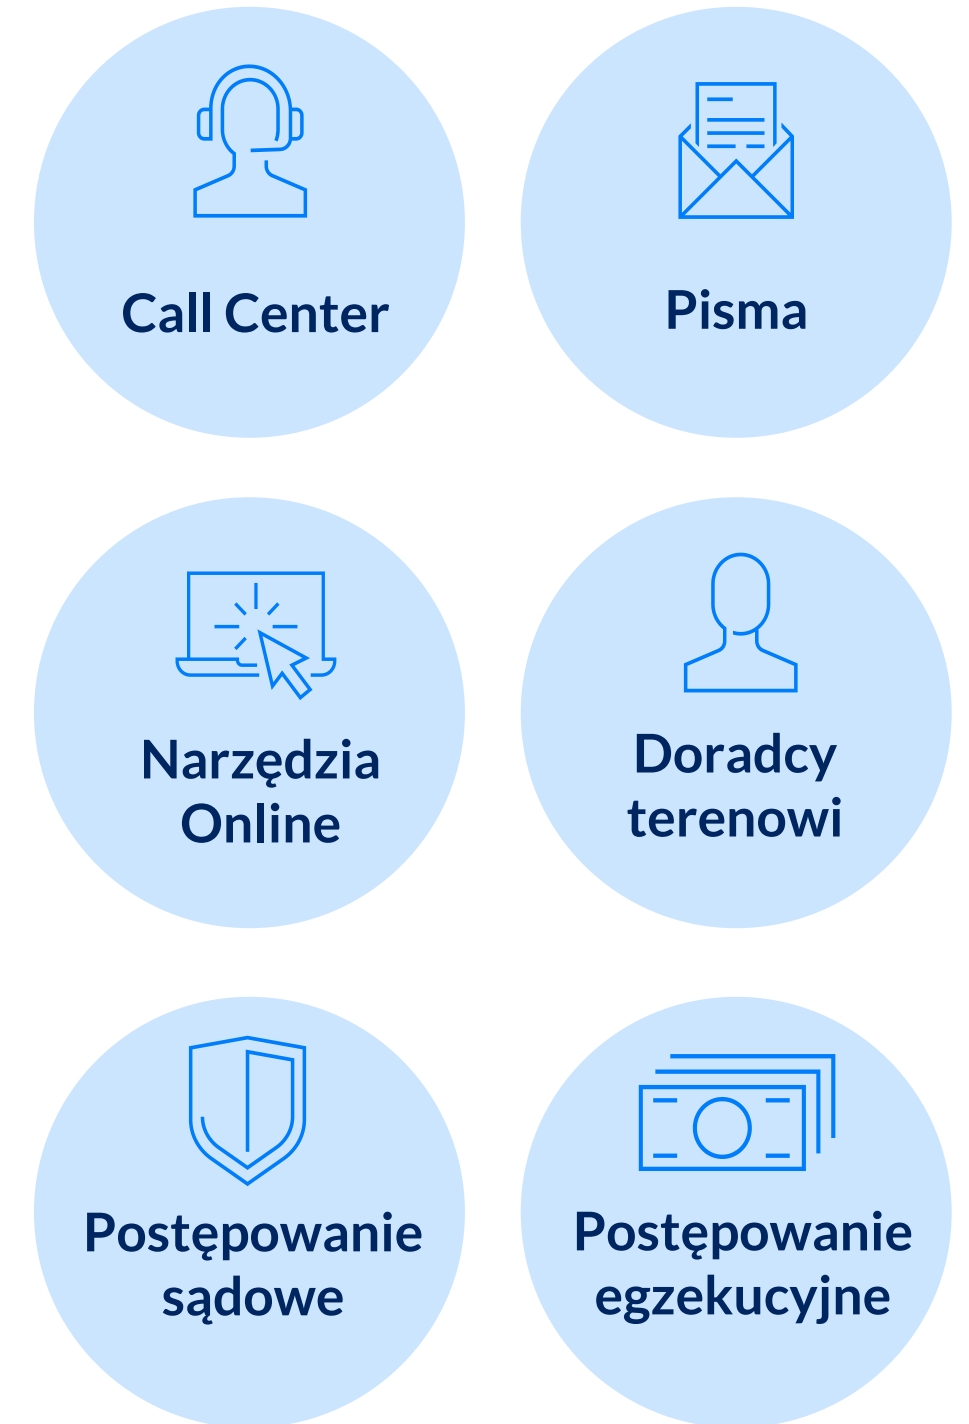 Call Center
Pisma
Narzędzia
Online
Doradcy
terenowi
Postępowanie
sądowe
Postępowanie
egzekucyjne